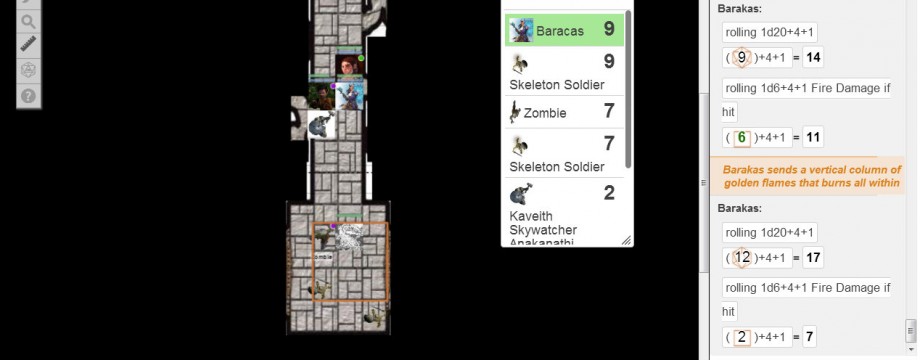 Baracas 9
9
Skeleton Soldier
Zombie 7
7
Skeleton Soldier
2
Kaveith
Skywatcher
Anakanathi
Zombie
Barakas:
rolling 1d20+4+1
( 9 )+4+1 = 14
rolling 1d6+4+1 Fire Damage if
hit
( 6 )+4+1 = 11
Barakas sends a vertical column of
golden flames that burns all within
Barakas:
rolling 1d20+4+1
( 12 )+4+1 = 17
rolling 1d6+4+1 Fire Damage if
hit
( 2 )+4+1 = 7